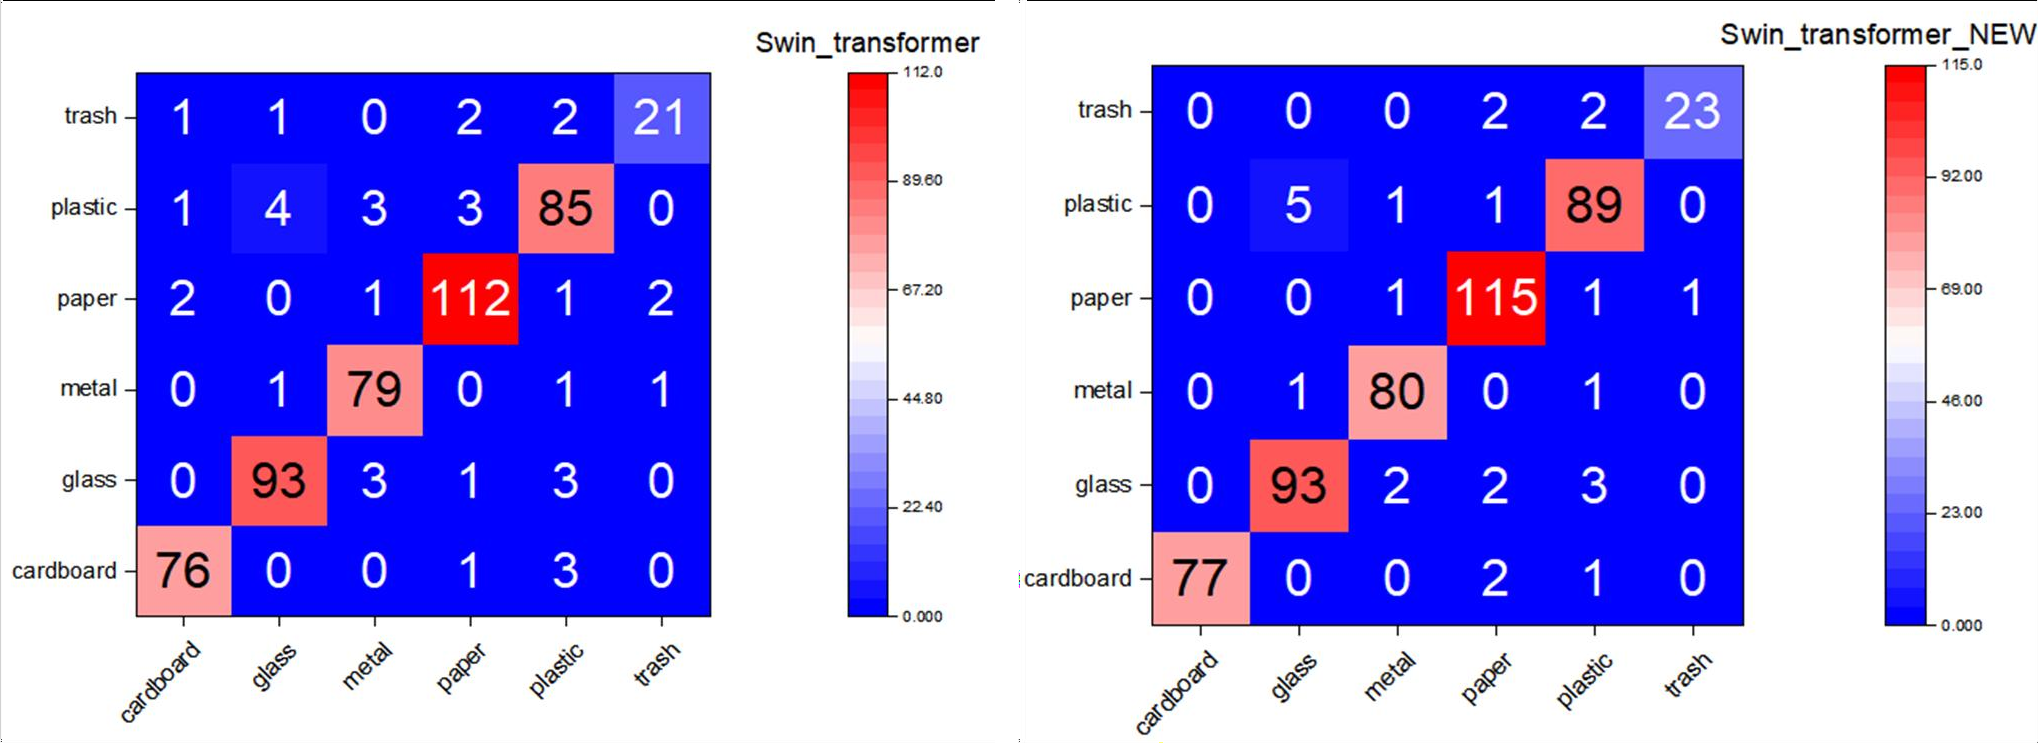 Swin_transformer
112.0
trash 1 1 0 2 2 21
89.60
plastic 1 4 3 3 85 0
67.20
paper 2 0 1 112 1 2
metal 0 1 79 0 1 1
44.80
glass 0 93 3 1 3 0
22.40
cardboard 76 0 0 1 3 0
0.000
cardboard glass metal paper plastic trash
Swin_transformer_NEW
115.0
trash 0 0 0 2 2 23
92.00
plastic 0 5 1 1 89 0
69.00
paper 0 0 1 115 1 1
metal 0 1 80 0 1 0
46.00
glass 0 93 2 2 3 0
23.00
cardboard 77 0 0 2 1 0
0.000
cardboard glass metal paper plastic trash